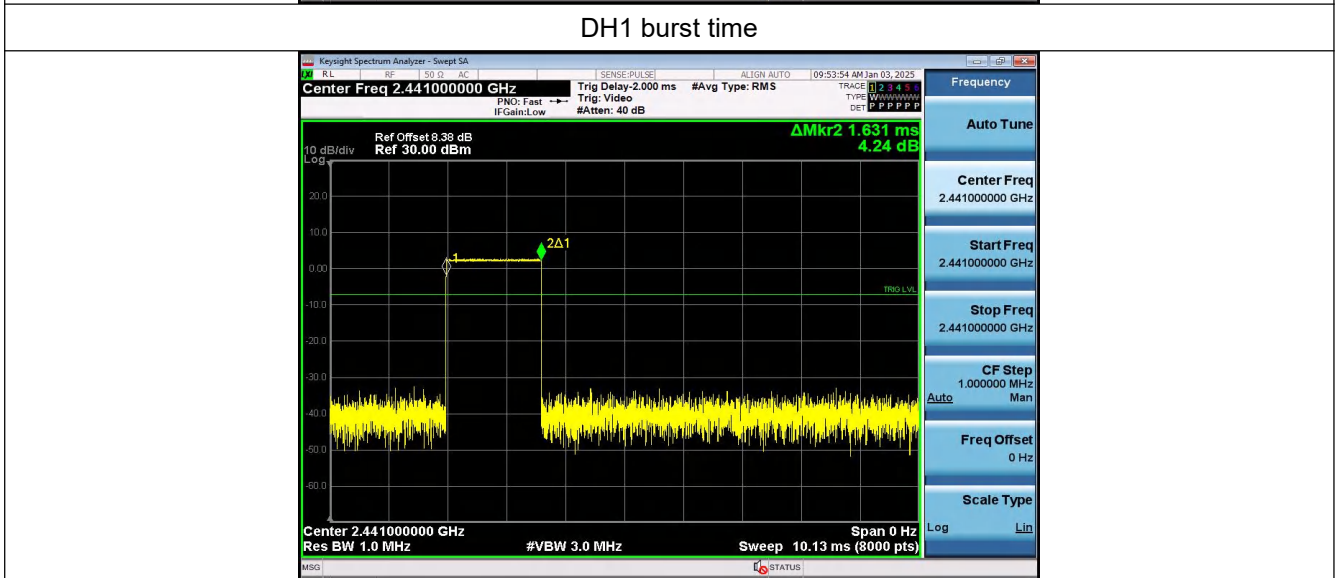 DH1 burst time
Keysight Spectrum Analyzer - Swept SA
LXI RL RF 50 Ω AC SENSE:PULSE ALIGN AUTO 09:53:54 AM Jan 03, 2025
Center Freq 2.441000000 GHz
PNO: Fast
IFGain:Low
Trig Delay-2.000 ms
Trig: Video
#Atten: 40 dB
#Avg Type: RMS
TRACE 1 2 3 4 5 6
TYPE WWWWWW
DET P P P P P P
Frequency
Ref Offset 8.38 dB
10 dB/div Ref 30.00 dBm
Log
ΔMkr2 1.631 ms
4.24 dB
20.0
10.0
0.00
-10.0
-20.0
-30.0
-40.0
-50.0
-60.0
1
2Δ1
TRIG LVL
Center 2.441000000 GHz Span 0 Hz
Res BW 1.0 MHz #VBW 3.0 MHz Sweep 10.13 ms (8000 pts)
MSG STATUS
Auto Tune
Center Freq
2.441000000 GHz
Start Freq
2.441000000 GHz
Stop Freq
2.441000000 GHz
CF Step
1.000000 MHz
Auto Man
Freq Offset
0 Hz
Scale Type
Log Lin